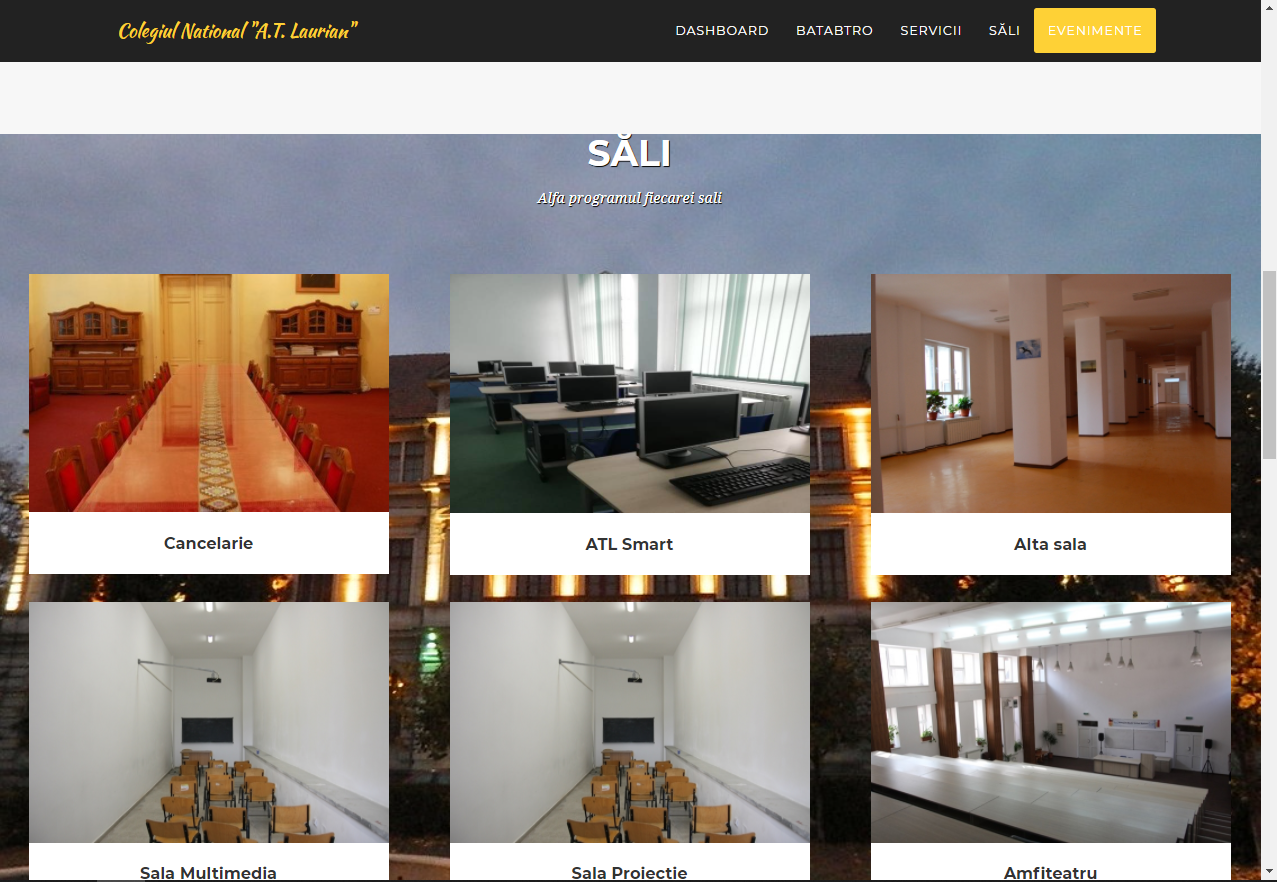 Colegiul National "A.T. Laurian"
DASHBOARD BATABTRO SERVICII SĂLI EVENIMENTE
SĂLI
Alfa programul fiecarei sali
Cancelarie ATL Smart Alta sala
Sala Multimedia Sala Proiectie Amfiteatru